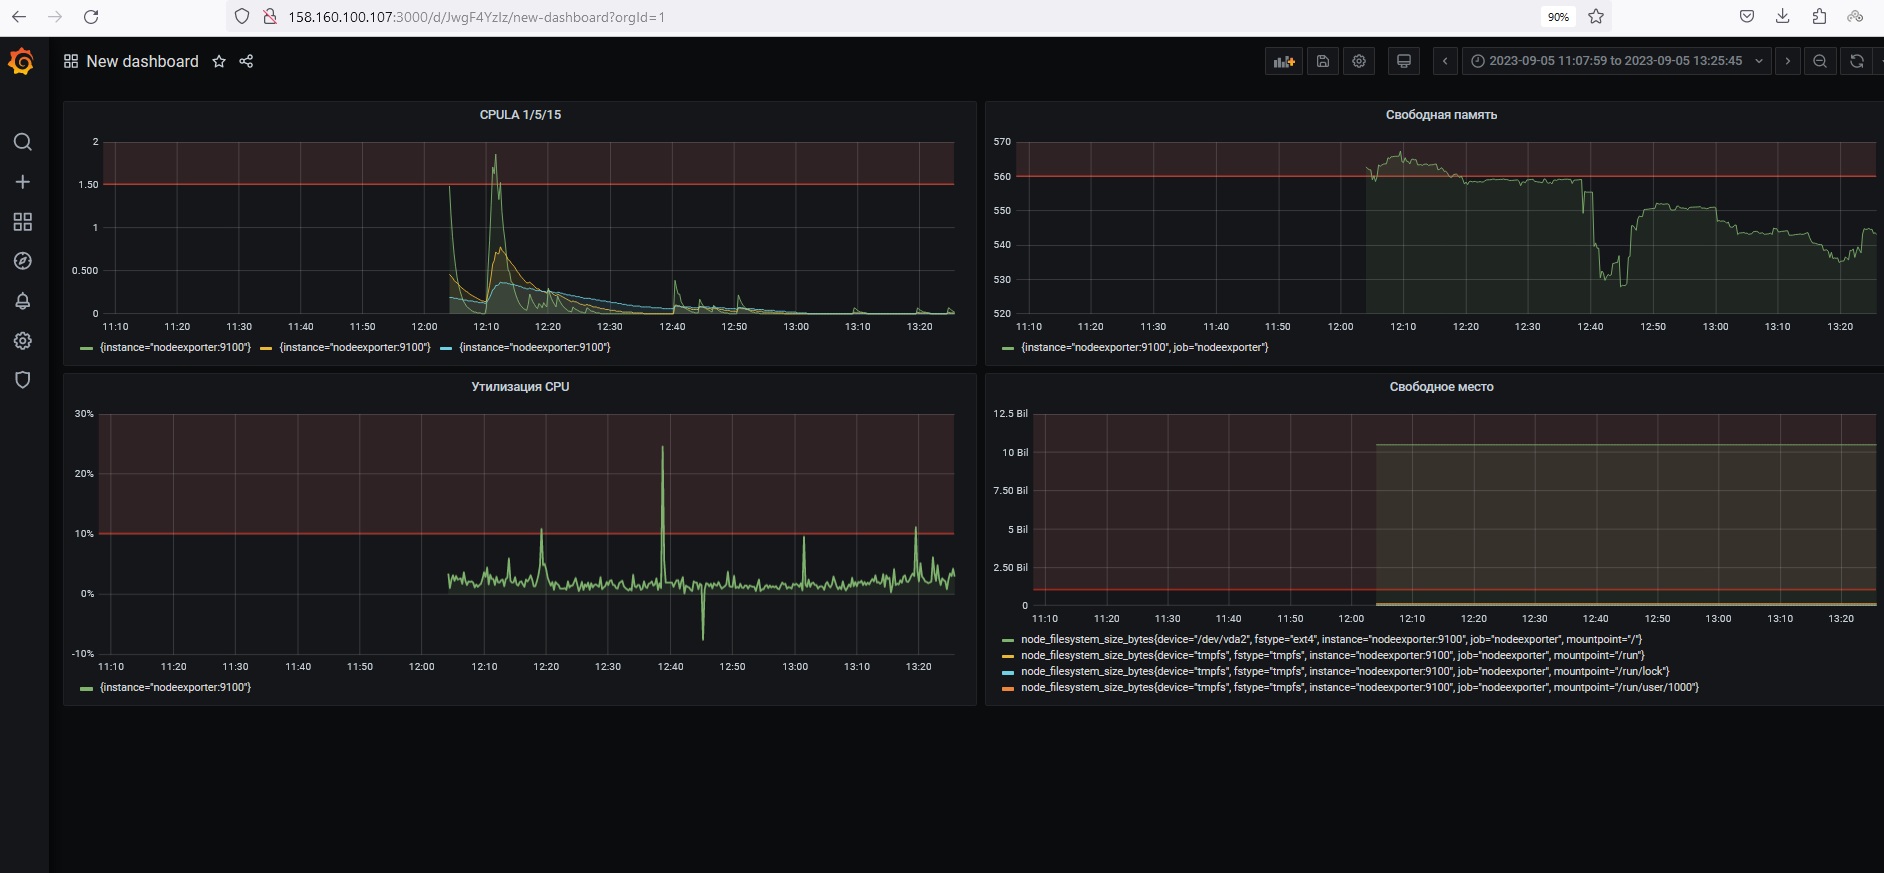 158.160.100.107:3000/d/JwgF4YzIz/new-dashboard?orgId=1
90%
New dashboard
2023-09-05 11:07:59 to 2023-09-05 13:25:45
CPULA 1/5/15
2
1.50
1
0.500
0
11:10 11:20 11:30 11:40 11:50 12:00 12:10 12:20 12:30 12:40 12:50 13:00 13:10 13:20
{instance="nodeexporter:9100"} {instance="nodeexporter:9100"} {instance="nodeexporter:9100"}
Свободная память
570
560
550
540
530
520
11:10 11:20 11:30 11:40 11:50 12:00 12:10 12:20 12:30 12:40 12:50 13:00 13:10 13:20
{instance="nodeexporter:9100", job="nodeexporter"}
Утилизация CPU
30%
20%
10%
0%
-10%
11:10 11:20 11:30 11:40 11:50 12:00 12:10 12:20 12:30 12:40 12:50 13:00 13:10 13:20
{instance="nodeexporter:9100"}
Свободное место
12.5 Bil
10 Bil
7.50 Bil
5 Bil
2.50 Bil
0
11:10 11:20 11:30 11:40 11:50 12:00 12:10 12:20 12:30 12:40 12:50 13:00 13:10 13:20
node_filesystem_size_bytes{device="/dev/vda2", fstype="ext4", instance="nodeexporter:9100", job="nodeexporter", mountpoint="/"}
node_filesystem_size_bytes{device="tmpfs", fstype="tmpfs", instance="nodeexporter:9100", job="nodeexporter", mountpoint="/run"}
node_filesystem_size_bytes{device="tmpfs", fstype="tmpfs", instance="nodeexporter:9100", job="nodeexporter", mountpoint="/run/lock"}
node_filesystem_size_bytes{device="tmpfs", fstype="tmpfs", instance="nodeexporter:9100", job="nodeexporter", mountpoint="/run/user/1000"}